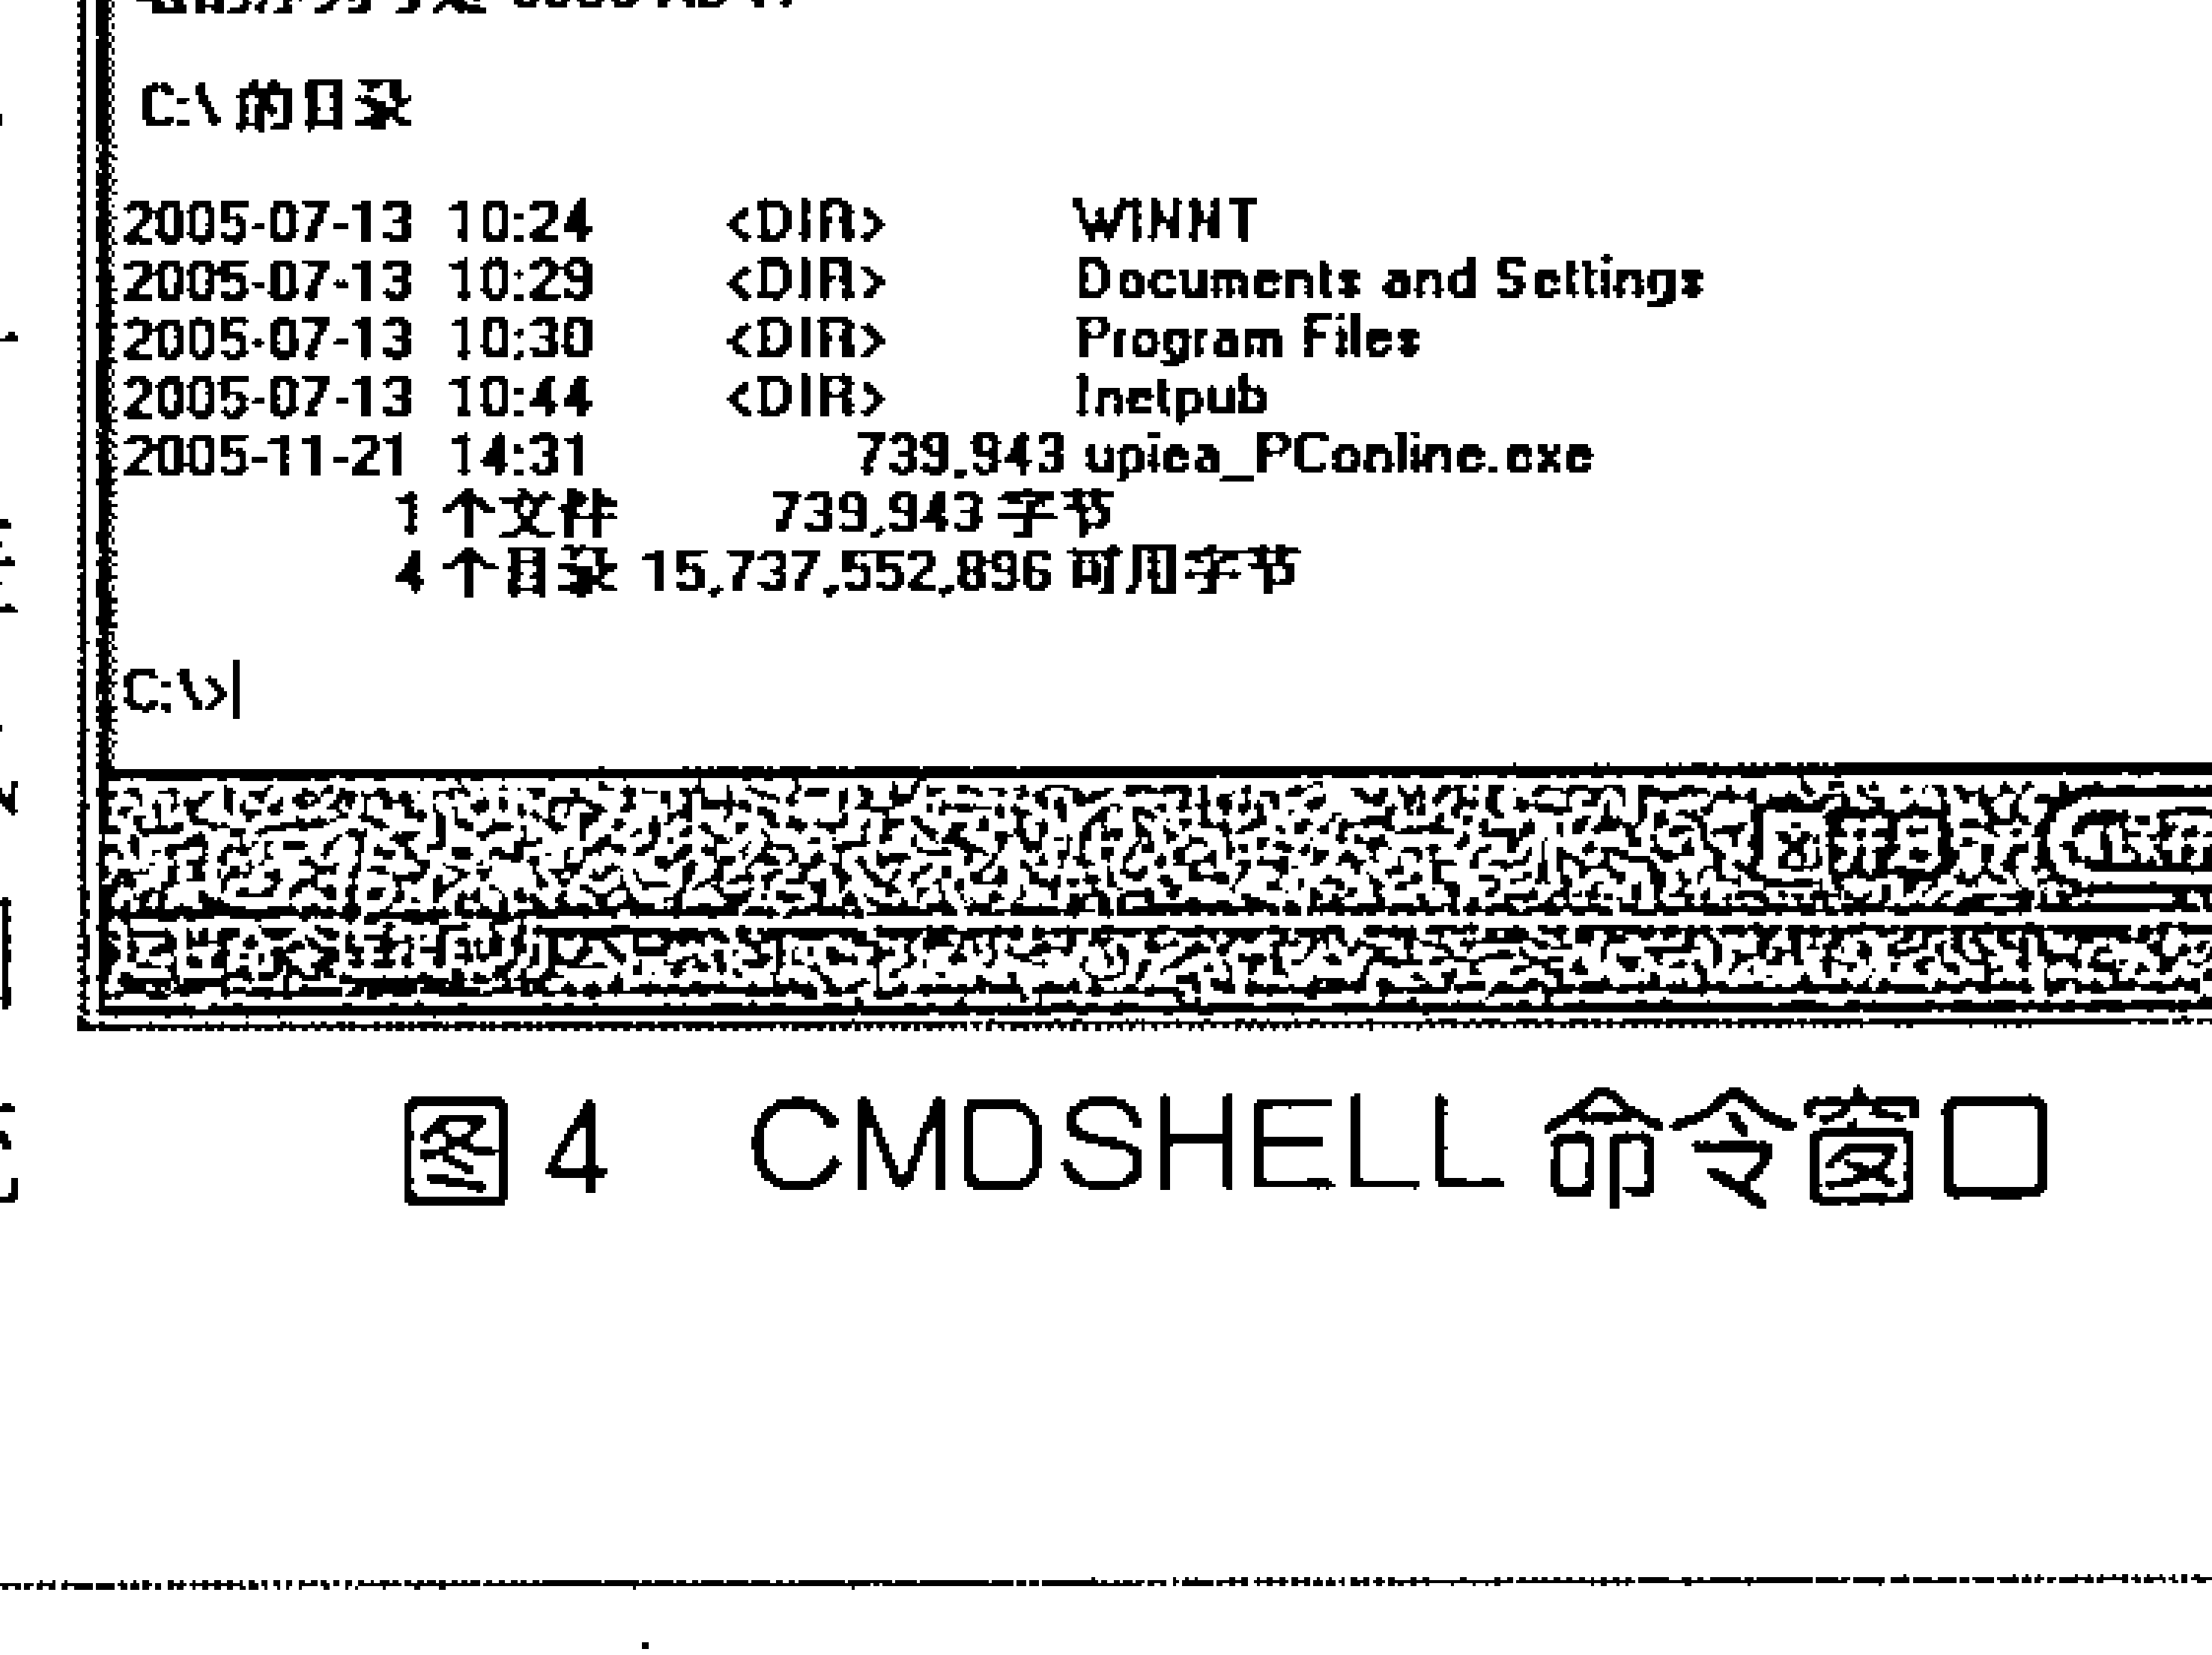 C:\ 的目录
2005-07-13 10:24 <DIR> WINNT
2005-07-13 10:29 <DIR> Documents and Settings
2005-07-13 10:30 <DIR> Program Files
2005-07-13 10:44 <DIR> Inetpub
2005-11-21 14:31 739,943 upiea_PConline.exe
1 个文件 739,943 字节
4 个目录 15,737,552,896 可用字节
C:\>
图4 CMDSHELL 命令窗口